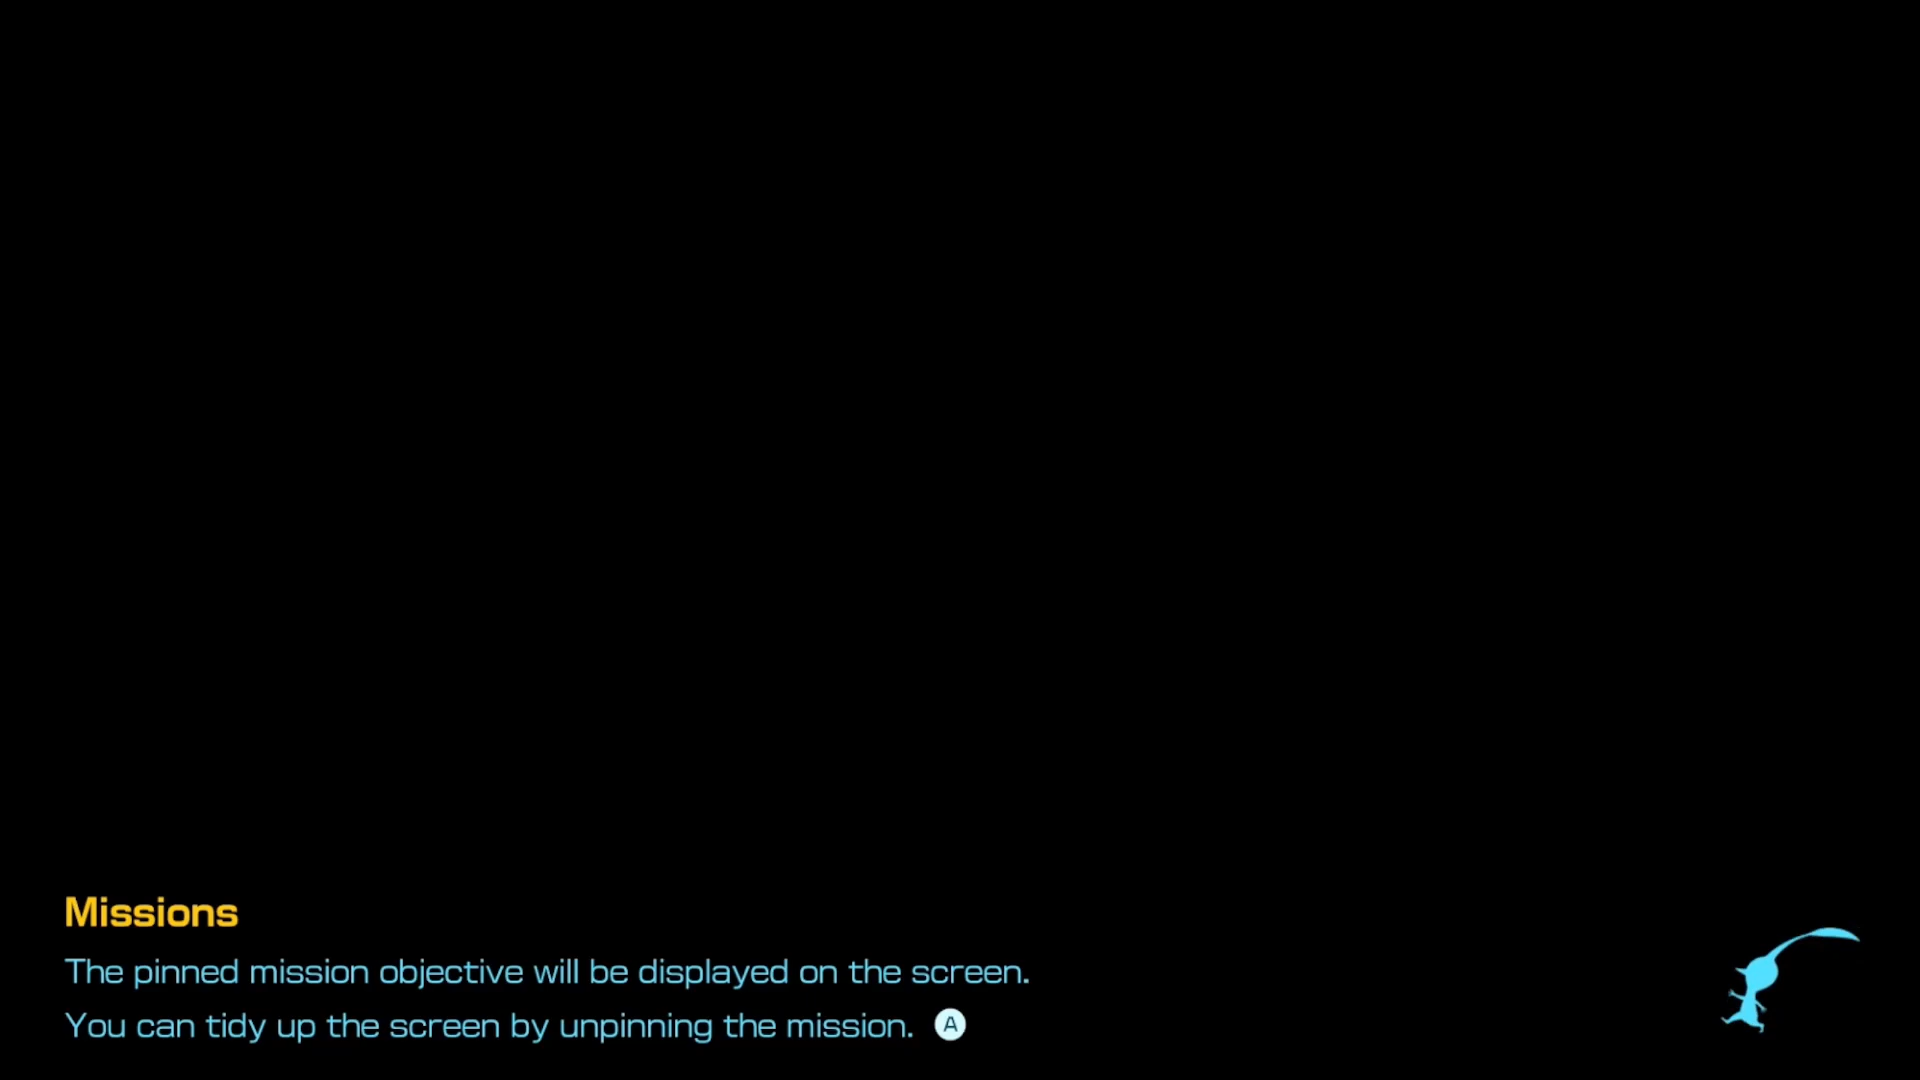 Missions
The pinned mission objective will be displayed on the screen.
You can tidy up the screen by unpinning the mission. A